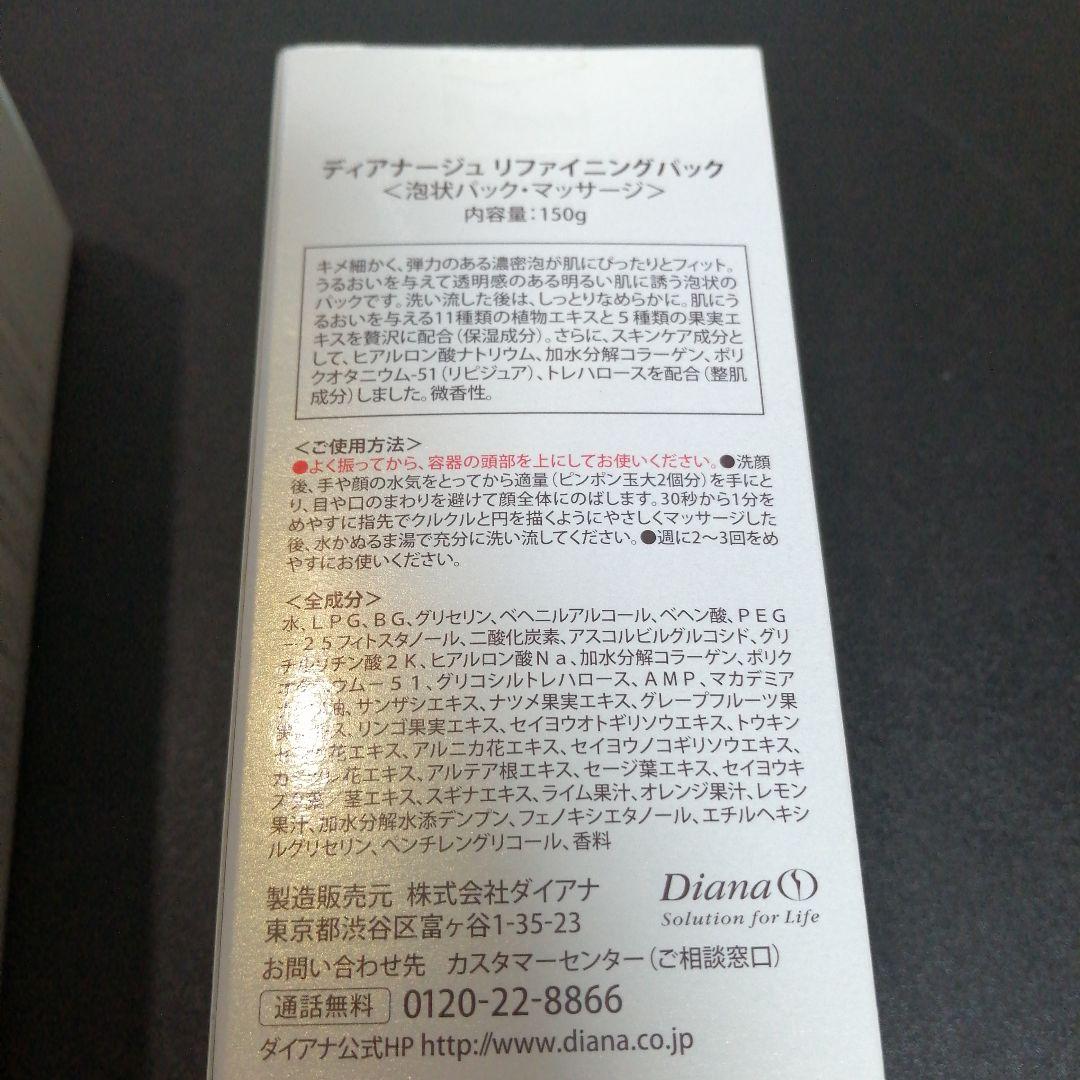 ディアナージュ リファイニングパック
＜泡状パック・マッサージ＞
内容量：150g
キメ細かく、弾力のある濃密泡が肌にぴったりとフィット。
うるおいを与えて透明感のある明るい肌に誘う泡状の
パックです。洗い流した後は、しっとりなめらかに。肌にう
るおいを与える11種類の植物エキスと5種類の果実エ
キスを贅沢に配合（保湿成分）。さらに、スキンケア成分と
して、ヒアルロン酸ナトリウム、加水分解コラーゲン、ポリ
クオタニウム-51（リピジュア）、トレハロースを配合（整肌
成分）しました。微香性。
＜ご使用方法＞
●よく振ってから、容器の頭部を上にしてお使いください。●洗顔
後、手や顔の水気をとってから適量（ピンポン玉大2個分）を手にと
り、目や口のまわりを避けて顔全体にのばします。30秒から1分を
めやすに指先でクルクルと円を描くようにやさしくマッサージした
後、水かぬるま湯で充分に洗い流してください。●週に2〜3回をめ
やすにお使いください。
＜全成分＞
水、ＬＰＧ、ＢＧ、グリセリン、ベヘニルアルコール、ベヘン酸、ＰＥＧ
２５フィトスタノール、二酸化炭素、アスコルビルグルコシド、グリ
チルリチン酸２Ｋ、ヒアルロン酸Ｎａ、加水分解コラーゲン、ポリク
ウムー５１、グリコシルトレハロース、ＡＭＰ、マカデミア
油、サンザシエキス、ナツメ果実エキス、グレープフルーツ果
ス、リンゴ果実エキス、セイヨウオトギリソウエキス、トウキン
花エキス、アルニカ花エキス、セイヨウノコギリソウエキス、
花エキス、アルテア根エキス、セージ葉エキス、セイヨウキ
茎エキス、スギナエキス、ライム果汁、オレンジ果汁、レモン
果汁、加水分解水添デンプン、フェノキシエタノール、エチルヘキシ
ルグリセリン、ペンチレングリコール、香料
製造販売元 株式会社ダイアナ
東京都渋谷区富ヶ谷1-35-23
Diana
Solution for Life
お問い合わせ先 カスタマーセンター（ご相談窓口）
通話無料 0120-22-8866
ダイアナ公式HP http://www.diana.co.jp